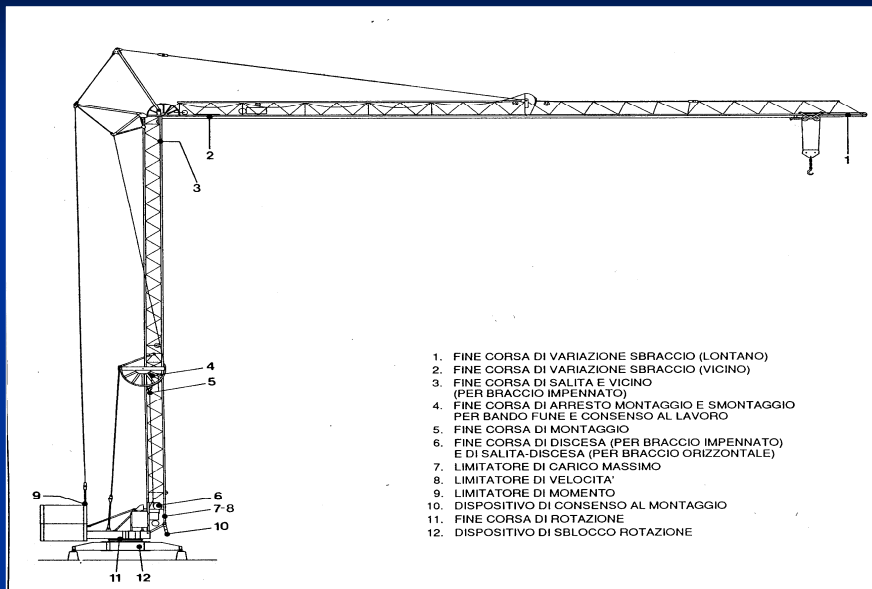 2
1
3
4
5
9
6
7-8
10
11
12
1. FINE CORSA DI VARIAZIONE SBRACCIO (LONTANO)
2. FINE CORSA DI VARIAZIONE SBRACCIO (VICINO)
3. FINE CORSA DI SALITA E VICINO
(PER BRACCIO IMPENNATO)
4. FINE CORSA DI ARRESTO MONTAGGIO E SMONTAGGIO
PER BANDO FUNE E CONSENSO AL LAVORO
5. FINE CORSA DI MONTAGGIO
6. FINE CORSA DI DISCESA (PER BRACCIO IMPENNATO)
E DI SALITA-DISCESA (PER BRACCIO ORIZZONTALE)
7. LIMITATORE DI CARICO MASSIMO
8. LIMITATORE DI VELOCITA'
9. LIMITATORE DI MOMENTO
10. DISPOSITIVO DI CONSENSO AL MONTAGGIO
11. FINE CORSA DI ROTAZIONE
12. DISPOSITIVO DI SBLOCCO ROTAZIONE